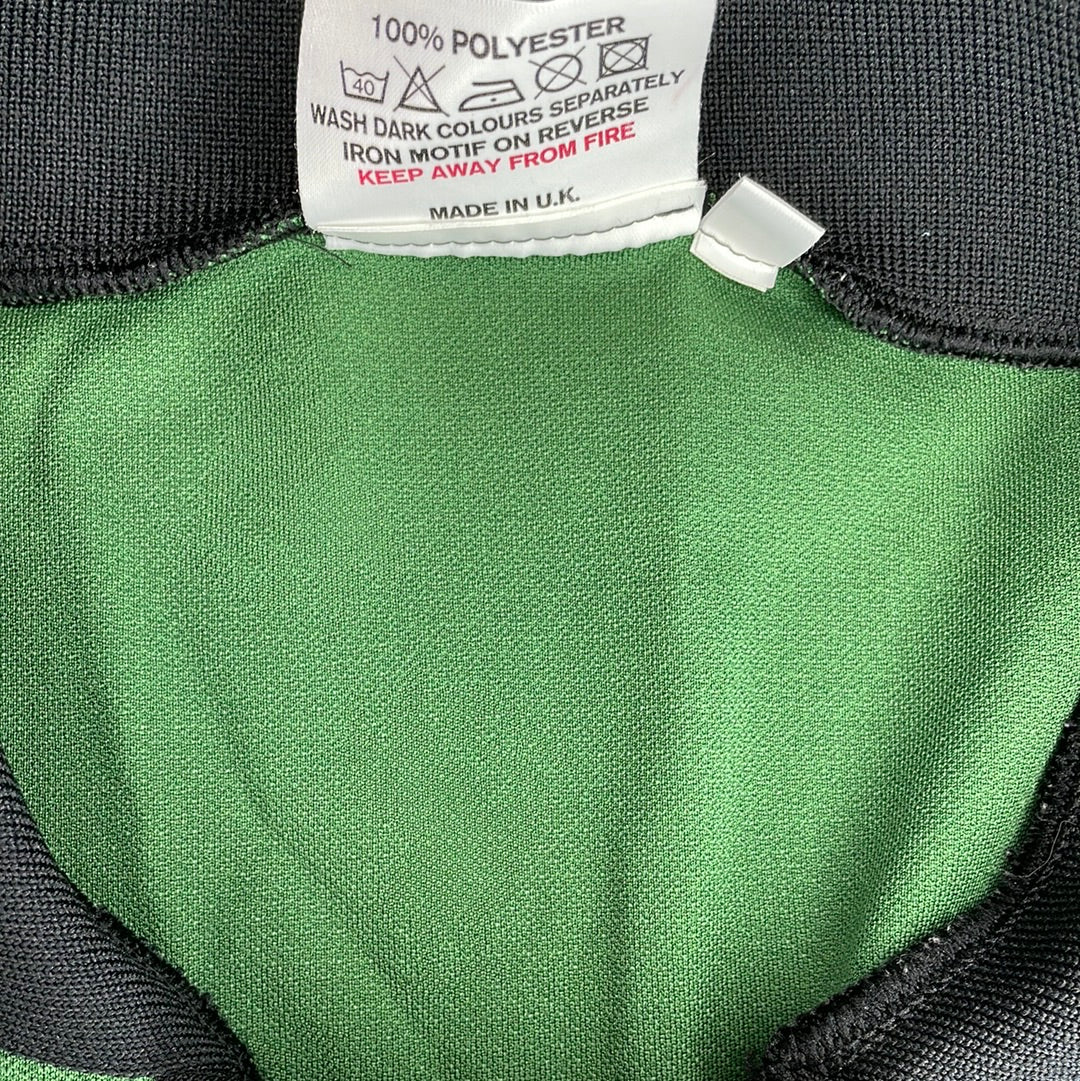 100% POLYESTER
40
WASH DARK COLOURS SEPARATELY
IRON MOTIF ON REVERSE
KEEP AWAY FROM FIRE
MADE IN U.K.